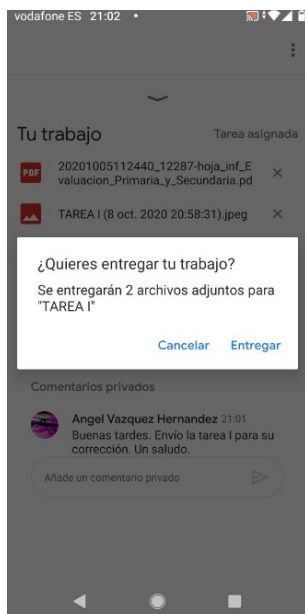 vodafone ES 21:02
Tu trabajo
Tarea asignada
PDF
20201005112440_12287-hoja_inf_E
valuacion_Primaria_y_Secundaria.pd
TAREA I (8 oct. 2020 20:58:31).jpeg
¿Quieres entregar tu trabajo?
Se entregarán 2 archivos adjuntos para
"TAREA I"
Cancelar
Entregar
Comentarios privados
Angel Vazquez Hernandez 21:01
Buenas tardes. Envío la tarea I para su
corrección. Un saludo.
Añade un comentario privado